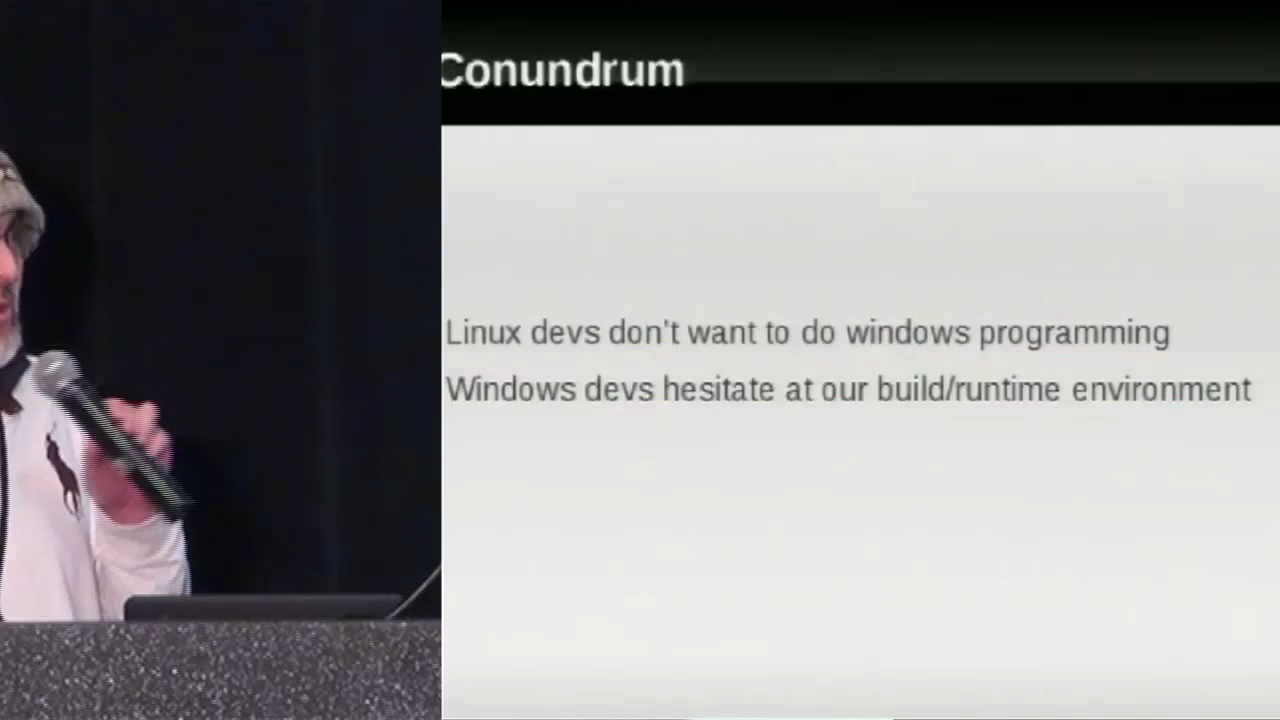 Conundrum
Linux devs don't want to do windows programming
Windows devs hesitate at our build/runtime environment